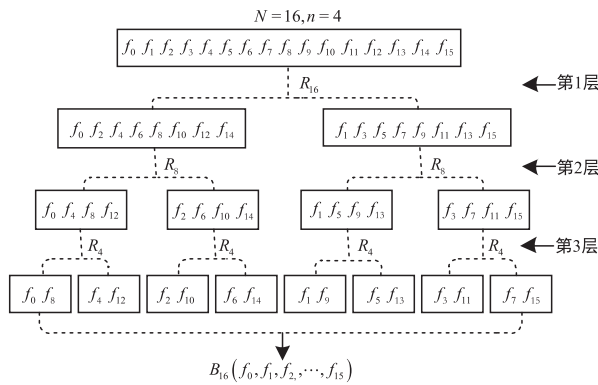 N = 16, n = 4
f₀ f₁ f₂ f₃ f₄ f₅ f₆ f₇ f₈ f₉ f₁₀ f₁₁ f₁₂ f₁₃ f₁₄ f₁₅
R₁₆
第1层
f₀ f₂ f₄ f₆ f₈ f₁₀ f₁₂ f₁₄
f₁ f₃ f₅ f₇ f₉ f₁₁ f₁₃ f₁₅
R₈ R₈
第2层
f₀ f₄ f₈ f₁₂
f₂ f₆ f₁₀ f₁₄
f₁ f₅ f₉ f₁₃
f₃ f₇ f₁₁ f₁₅
R₄ R₄ R₄ R₄
第3层
f₀ f₈
f₄ f₁₂
f₂ f₁₀
f₆ f₁₄
f₁ f₉
f₅ f₁₃
f₃ f₁₁
f₇ f₁₅
B₁₆(f₀, f₁, f₂, ⋯, f₁₅)